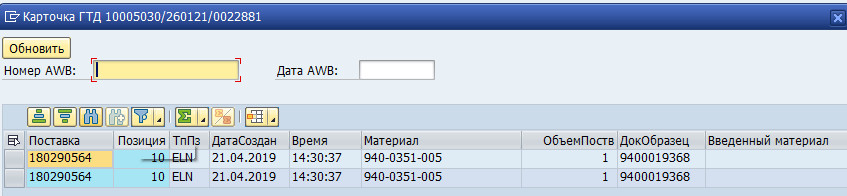 Карточка ГТД 10005030/260121/0022881
Обновить
Номер AWB: Дата AWB:
Поставка Позиция ТпПз ДатаСоздан Время Материал ОбъемПоств ДокОбразец Введенный материал
180290564 10 ELN 21.04.2019 14:30:37 940-0351-005 1 9400019368
180290564 10 ELN 21.04.2019 14:30:37 940-0351-005 1 9400019368